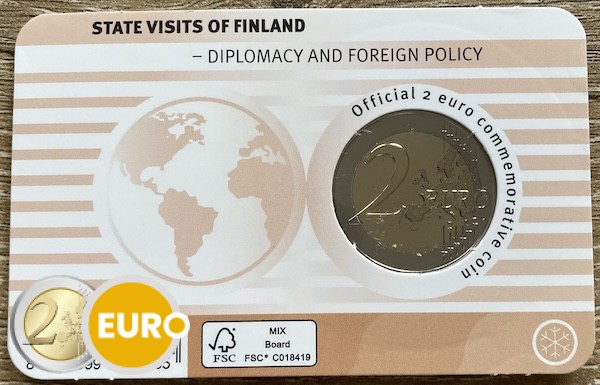 STATE VISITS OF FINLAND
– DIPLOMACY AND FOREIGN POLICY
Official 2 euro commemorative coin
2 EURO
2
EURO
FSC
MIX
Board
FSC® C018419